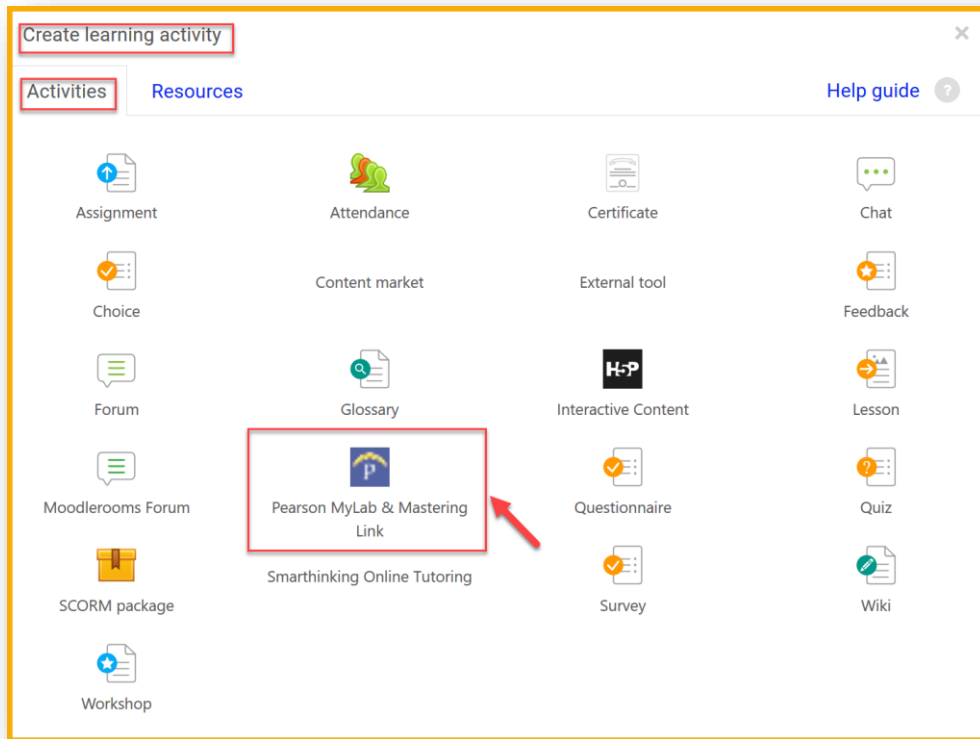 Create learning activity ×
Activities Resources Help guide ?
Assignment Attendance Certificate Chat
Choice Content market External tool Feedback
Forum Glossary H5P Interactive Content Lesson
Moodlerooms Forum p Pearson MyLab & Mastering Questionnaire ? Quiz
Link
SCORM package Smarthinking Online Tutoring Survey Wiki
Workshop